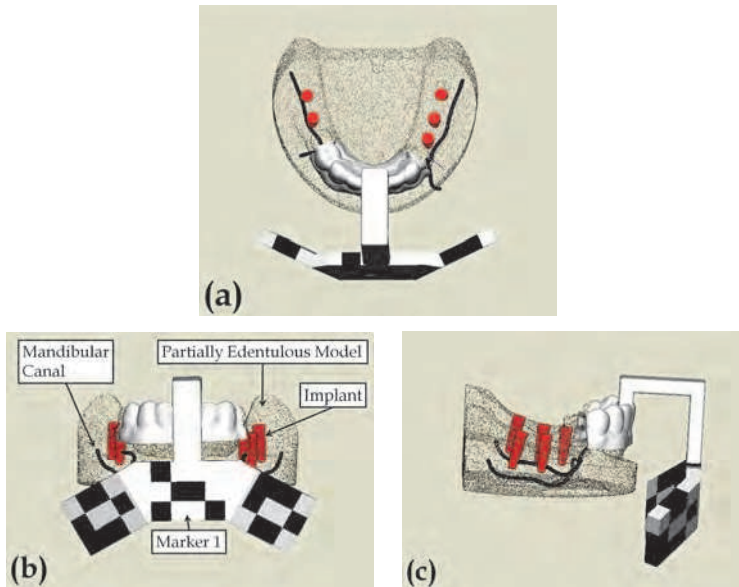 (a)
Mandibular
Canal
Partially Edentulous Model
Implant
Marker 1
(b)
(c)